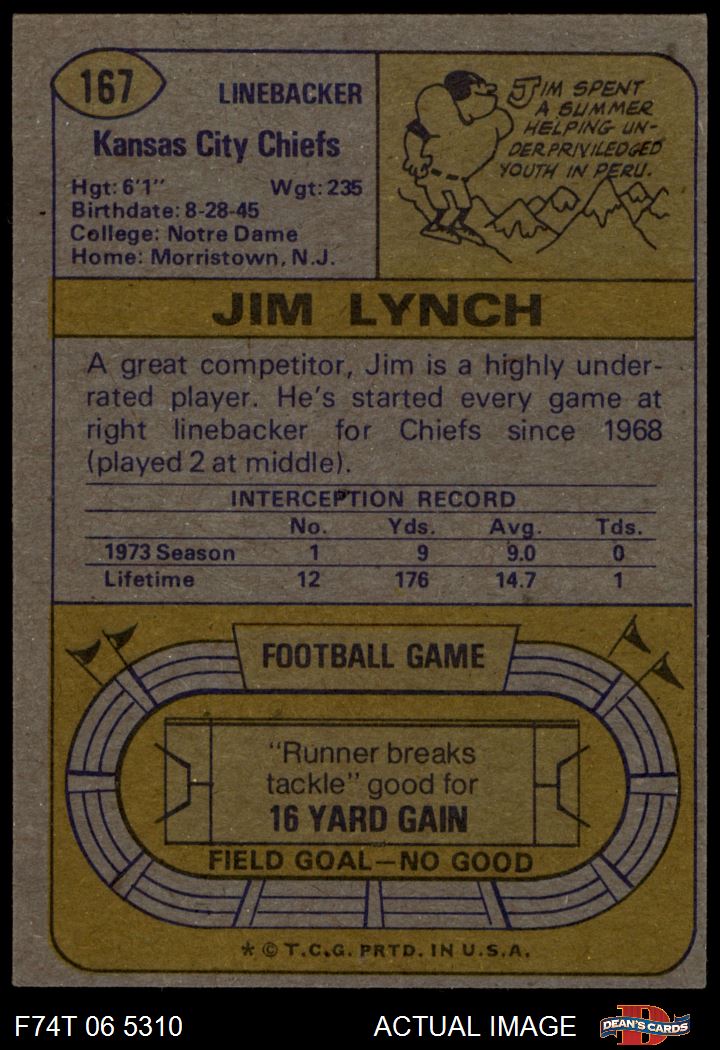 167
LINEBACKER
Kansas City Chiefs
Hgt: 6'1" Wgt: 235
Birthdate: 8-28-45
College: Notre Dame
Home: Morristown, N.J.
JIM SPENT
A SUMMER
HELPING UN-
DERPRIVILEDGED
YOUTH IN PERU.
JIM LYNCH
A great competitor, Jim is a highly under-
rated player. He's started every game at
right linebacker for Chiefs since 1968
(played 2 at middle).
INTERCEPTION RECORD
No. Yds. Avg. Tds.
1973 Season 1 9 9.0 0
Lifetime 12 176 14.7 1
FOOTBALL GAME
"Runner breaks
tackle" good for
16 YARD GAIN
FIELD GOAL—NO GOOD
* © T.C.G. PRTD. IN U.S.A.
F74T 06 5310 ACTUAL IMAGE
D
DEAN'S CARDS